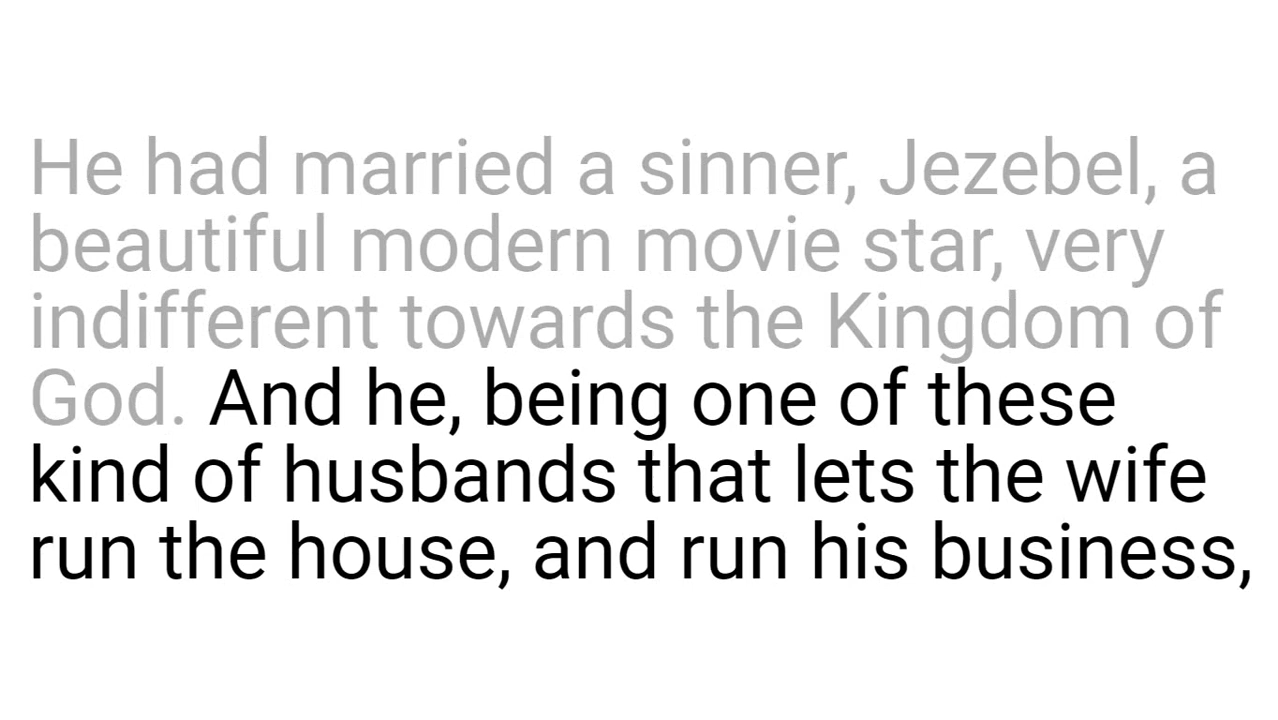 He had married a sinner, Jezebel, a
beautiful modern movie star, very
indifferent towards the Kingdom of
God. And he, being one of these
kind of husbands that lets the wife
run the house, and run his business,